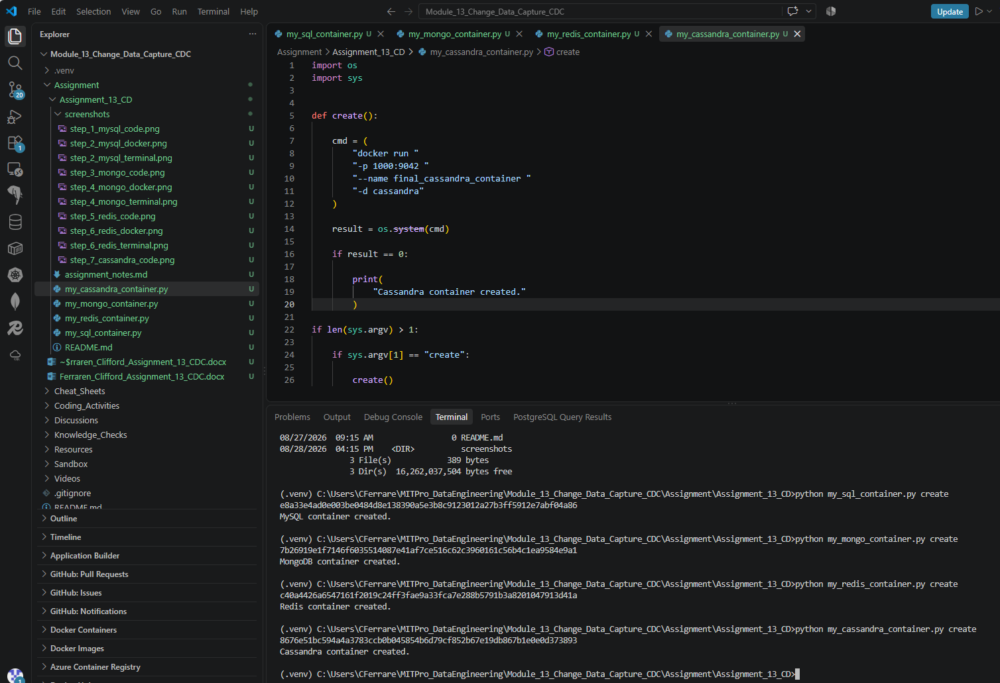 File Edit Selection View Go Run Terminal Help
Module_13_Change_Data_Capture_CDC
Update
Explorer
Module_13_Change_Data_Capture_CDC
.venv
Assignment
Assignment_13_CD
screenshots
step_1_mysql_code.png U
step_2_mysql_docker.png U
step_2_mysql_terminal.png U
step_3_mongo_code.png U
step_4_mongo_docker.png U
step_4_mongo_terminal.png U
step_5_redis_code.png U
step_6_redis_docker.png U
step_6_redis_terminal.png U
step_7_cassandra_code.png U
assignment_notes.md U
my_cassandra_container.py U
my_mongo_container.py U
my_redis_container.py U
my_sql_container.py U
README.md U
~$rraren_Clifford_Assignment_13_CDC.docx U
Ferraren_Clifford_Assignment_13_CDC.docx U
Cheat_Sheets
Coding_Activities
Discussions
Knowledge_Checks
Resources
Sandbox
Videos
.gitignore
README.md
Outline
Timeline
Application Builder
GitHub: Pull Requests
GitHub: Issues
GitHub: Notifications
Docker Containers
Docker Images
Azure Container Registry
20
1
1
my_sql_container.py U my_mongo_container.py U my_redis_container.py U my_cassandra_container.py U
Assignment > Assignment_13_CD > my_cassandra_container.py > create
1 import os
2 import sys
3
4
5 def create():
6
7 cmd = (
8 "docker run "
9 "-p 1000:9042 "
10 "--name final_cassandra_container "
11 "-d cassandra"
12 )
13
14 result = os.system(cmd)
15
16 if result == 0:
17
18 print(
19 "Cassandra container created."
20 )
21
22 if len(sys.argv) > 1:
23
24 if sys.argv[1] == "create":
25
26 create()
Problems Output Debug Console Terminal Ports PostgreSQL Query Results
08/27/2026 09:15 AM 0 README.md
08/28/2026 04:15 PM <DIR> screenshots
3 File(s) 389 bytes
3 Dir(s) 16,262,037,504 bytes free
(.venv) C:\Users\CFerrare\MITPro_DataEngineering\Module_13_Change_Data_Capture_CDC\Assignment\Assignment_13_CD>python my_sql_container.py create
e8a33e4ad0e003be0484d8e138390a5e3b8c9123012a27b3ff5912e7abf04a86
MySQL container created.
(.venv) C:\Users\CFerrare\MITPro_DataEngineering\Module_13_Change_Data_Capture_CDC\Assignment\Assignment_13_CD>python my_mongo_container.py create
7b26919e1f7146f6035514087e41af7ce516c62c3960161c56b4c1ea9584e9a1
MongoDB container created.
(.venv) C:\Users\CFerrare\MITPro_DataEngineering\Module_13_Change_Data_Capture_CDC\Assignment\Assignment_13_CD>python my_redis_container.py create
c40a4426a6547161f2019c24ff3fae9a33fca7e288b5791b3a8201047913d41a
Redis container created.
(.venv) C:\Users\CFerrare\MITPro_DataEngineering\Module_13_Change_Data_Capture_CDC\Assignment\Assignment_13_CD>python my_cassandra_container.py create
8676e51bc594a4a3783ccb0b045854b6d79cf852b67e19db867b1e0e0d373893
Cassandra container created.
(.venv) C:\Users\CFerrare\MITPro_DataEngineering\Module_13_Change_Data_Capture_CDC\Assignment\Assignment_13_CD>